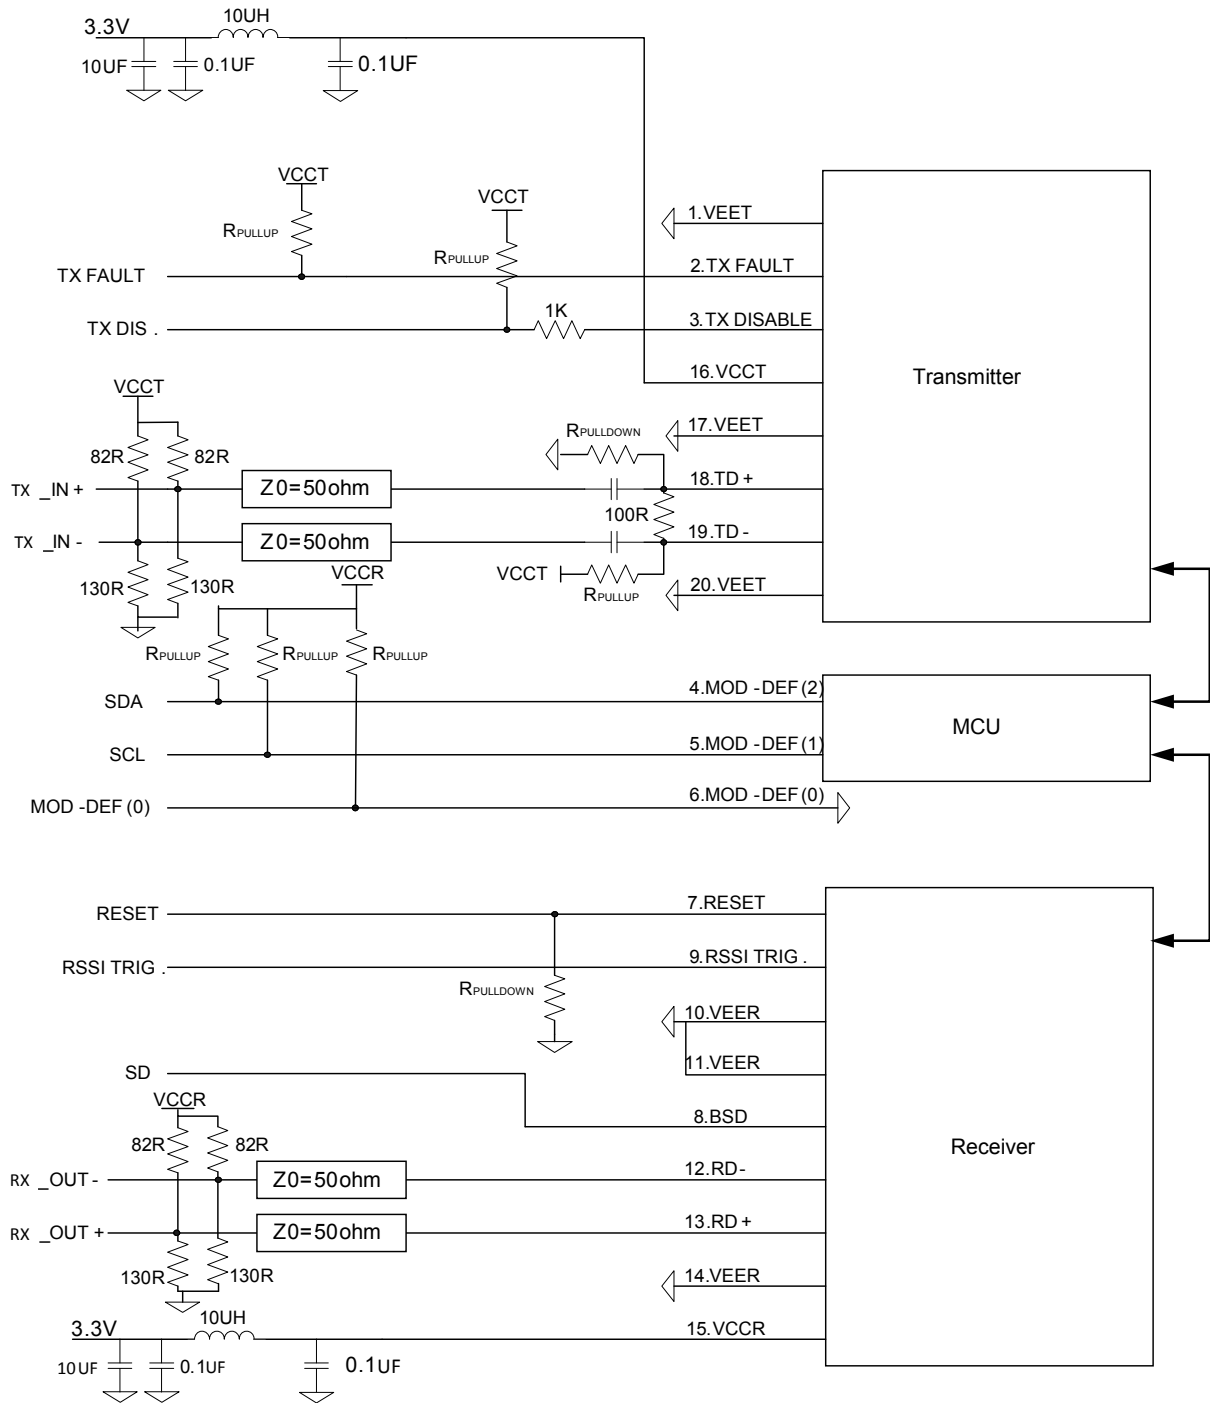 10UH
3.3V
10UF
0.1UF
0.1UF
VCCT
VCCT
RPULLUP
RPULLUP
1.VEET
TX FAULT
2.TX FAULT
1K
TX DIS .
3.TX DISABLE
16.VCCT
Transmitter
VCCT
82R
82R
RPULLDOWN
17.VEET
TX _IN +
Z0=50ohm
18.TD +
100R
TX _IN -
Z0=50ohm
19.TD -
130R
130R
VCCR
VCCT
RPULLUP
20.VEET
RPULLUP
RPULLUP
RPULLUP
SDA
4.MOD -DEF(2)
MCU
SCL
5.MOD -DEF(1)
MOD -DEF (0)
6.MOD -DEF(0)
RESET
7.RESET
RSSI TRIG .
9.RSSI TRIG .
RPULLDOWN
10.VEER
11.VEER
SD
8.BSD
Receiver
VCCR
82R
82R
RX _OUT -
Z0=50ohm
12.RD-
RX _OUT +
Z0=50ohm
13.RD +
130R
130R
14.VEER
10UH
3.3V
15.VCCR
10UF
0.1UF
0.1UF